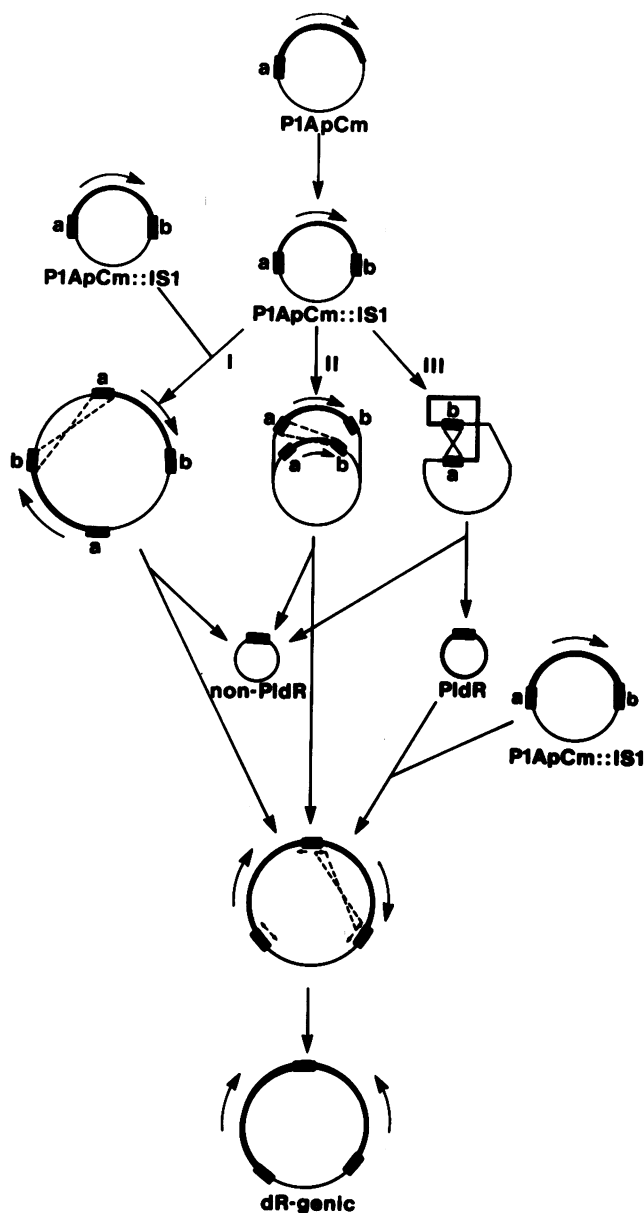 a
P1ApCm
a b
P1ApCm::IS1
a b
P1ApCm::IS1
I II III
a
b b
a
a b
a b
b
a
non-PldR
PldR
a b
P1ApCm::IS1
dR-genic